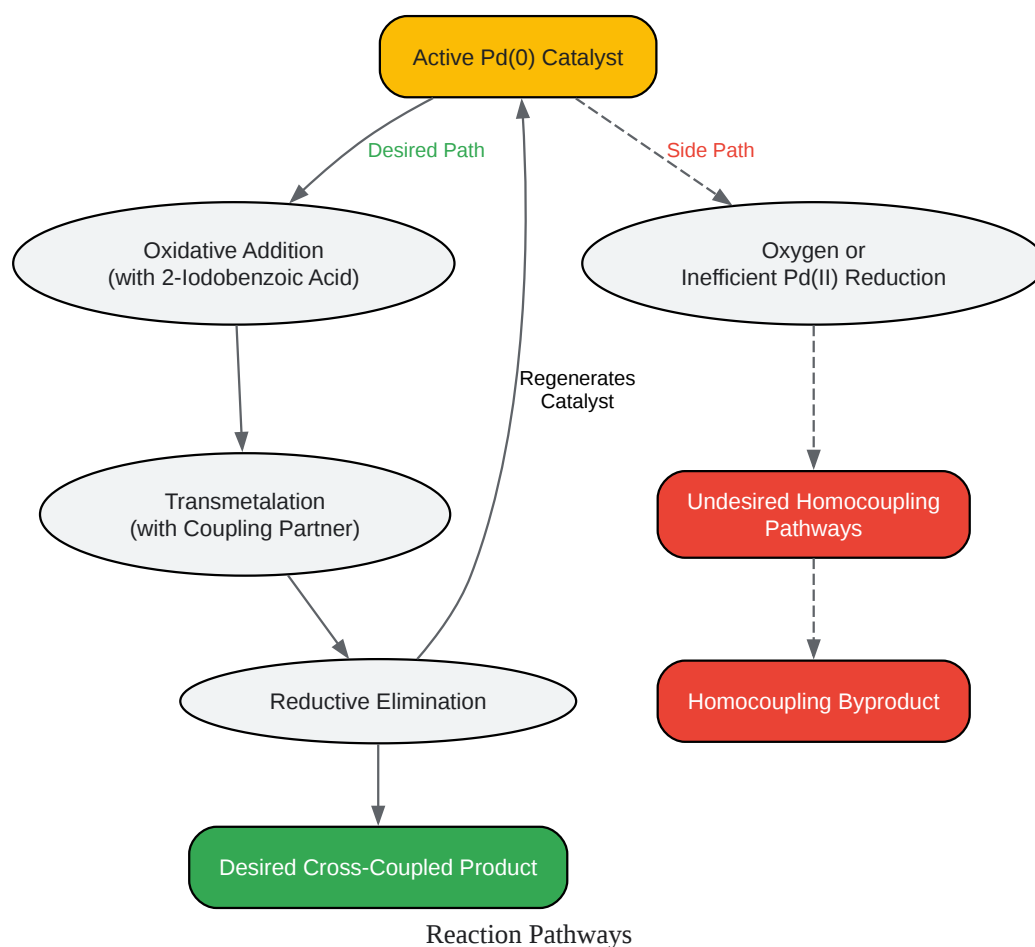 Active Pd(0) Catalyst
Desired Path
Side Path
Oxidative Addition
(with 2-Iodobenzoic Acid)
Oxygen or
Inefficient Pd(II) Reduction
Regenerates
Catalyst
Transmetalation
(with Coupling Partner)
Undesired Homocoupling
Pathways
Reductive Elimination
Homocoupling Byproduct
Desired Cross-Coupled Product
Reaction Pathways